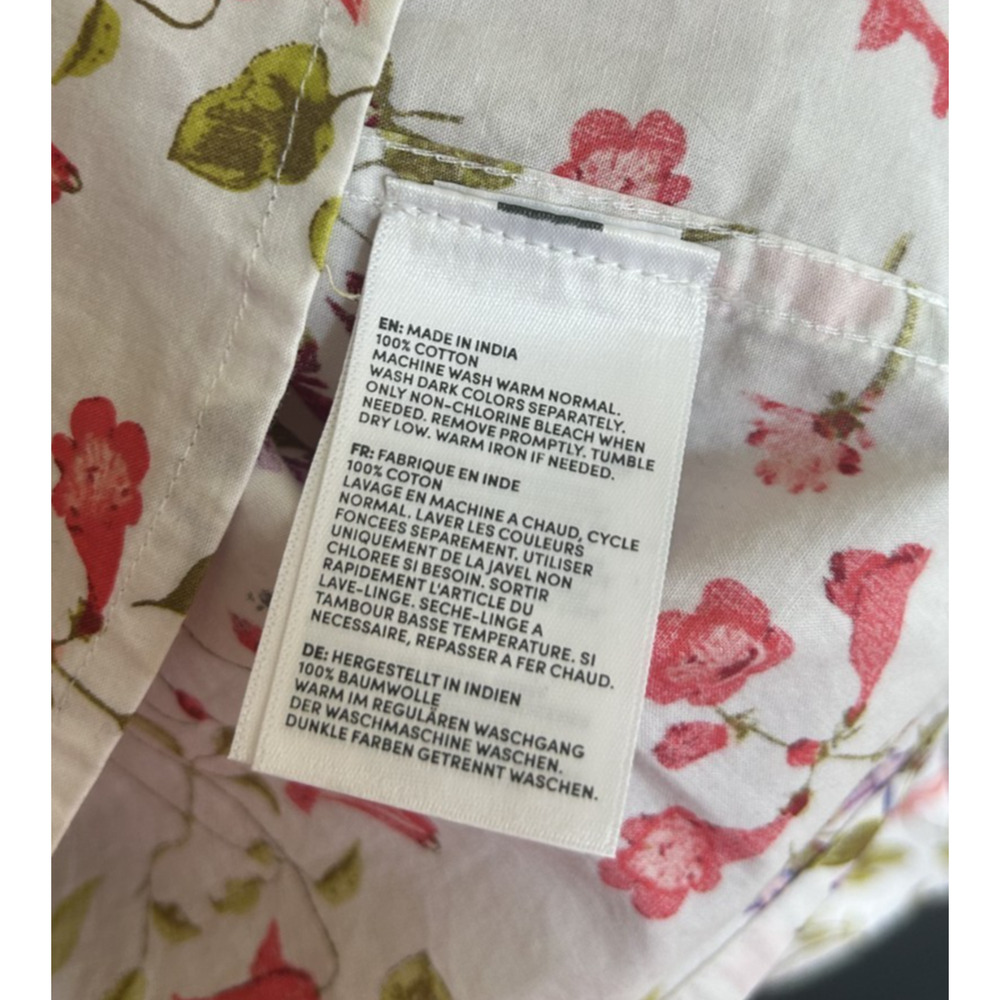 EN: MADE IN INDIA
100% COTTON
MACHINE WASH WARM NORMAL.
WASH DARK COLORS SEPARATELY.
ONLY NON-CHLORINE BLEACH WHEN
NEEDED. REMOVE PROMPTLY. TUMBLE
DRY LOW. WARM IRON IF NEEDED.
FR: FABRIQUE EN INDE
100% COTON
LAVAGE EN MACHINE A CHAUD, CYCLE
NORMAL. LAVER LES COULEURS
FONCEES SEPAREMENT. UTILISER
UNIQUEMENT DE LA JAVEL NON
CHLOREE SI BESOIN. SORTIR
RAPIDEMENT L'ARTICLE DU
LAVE-LINGE. SECHE-LINGE A
TAMBOUR BASSE TEMPERATURE. SI
NECESSAIRE, REPASSER A FER CHAUD.
DE: HERGESTELLT IN INDIEN
100% BAUMWOLLE
WARM IM REGULÄREN WASCHGANG
DER WASCHMASCHINE WASCHEN.
DUNKLE FARBEN GETRENNT WASCHEN.